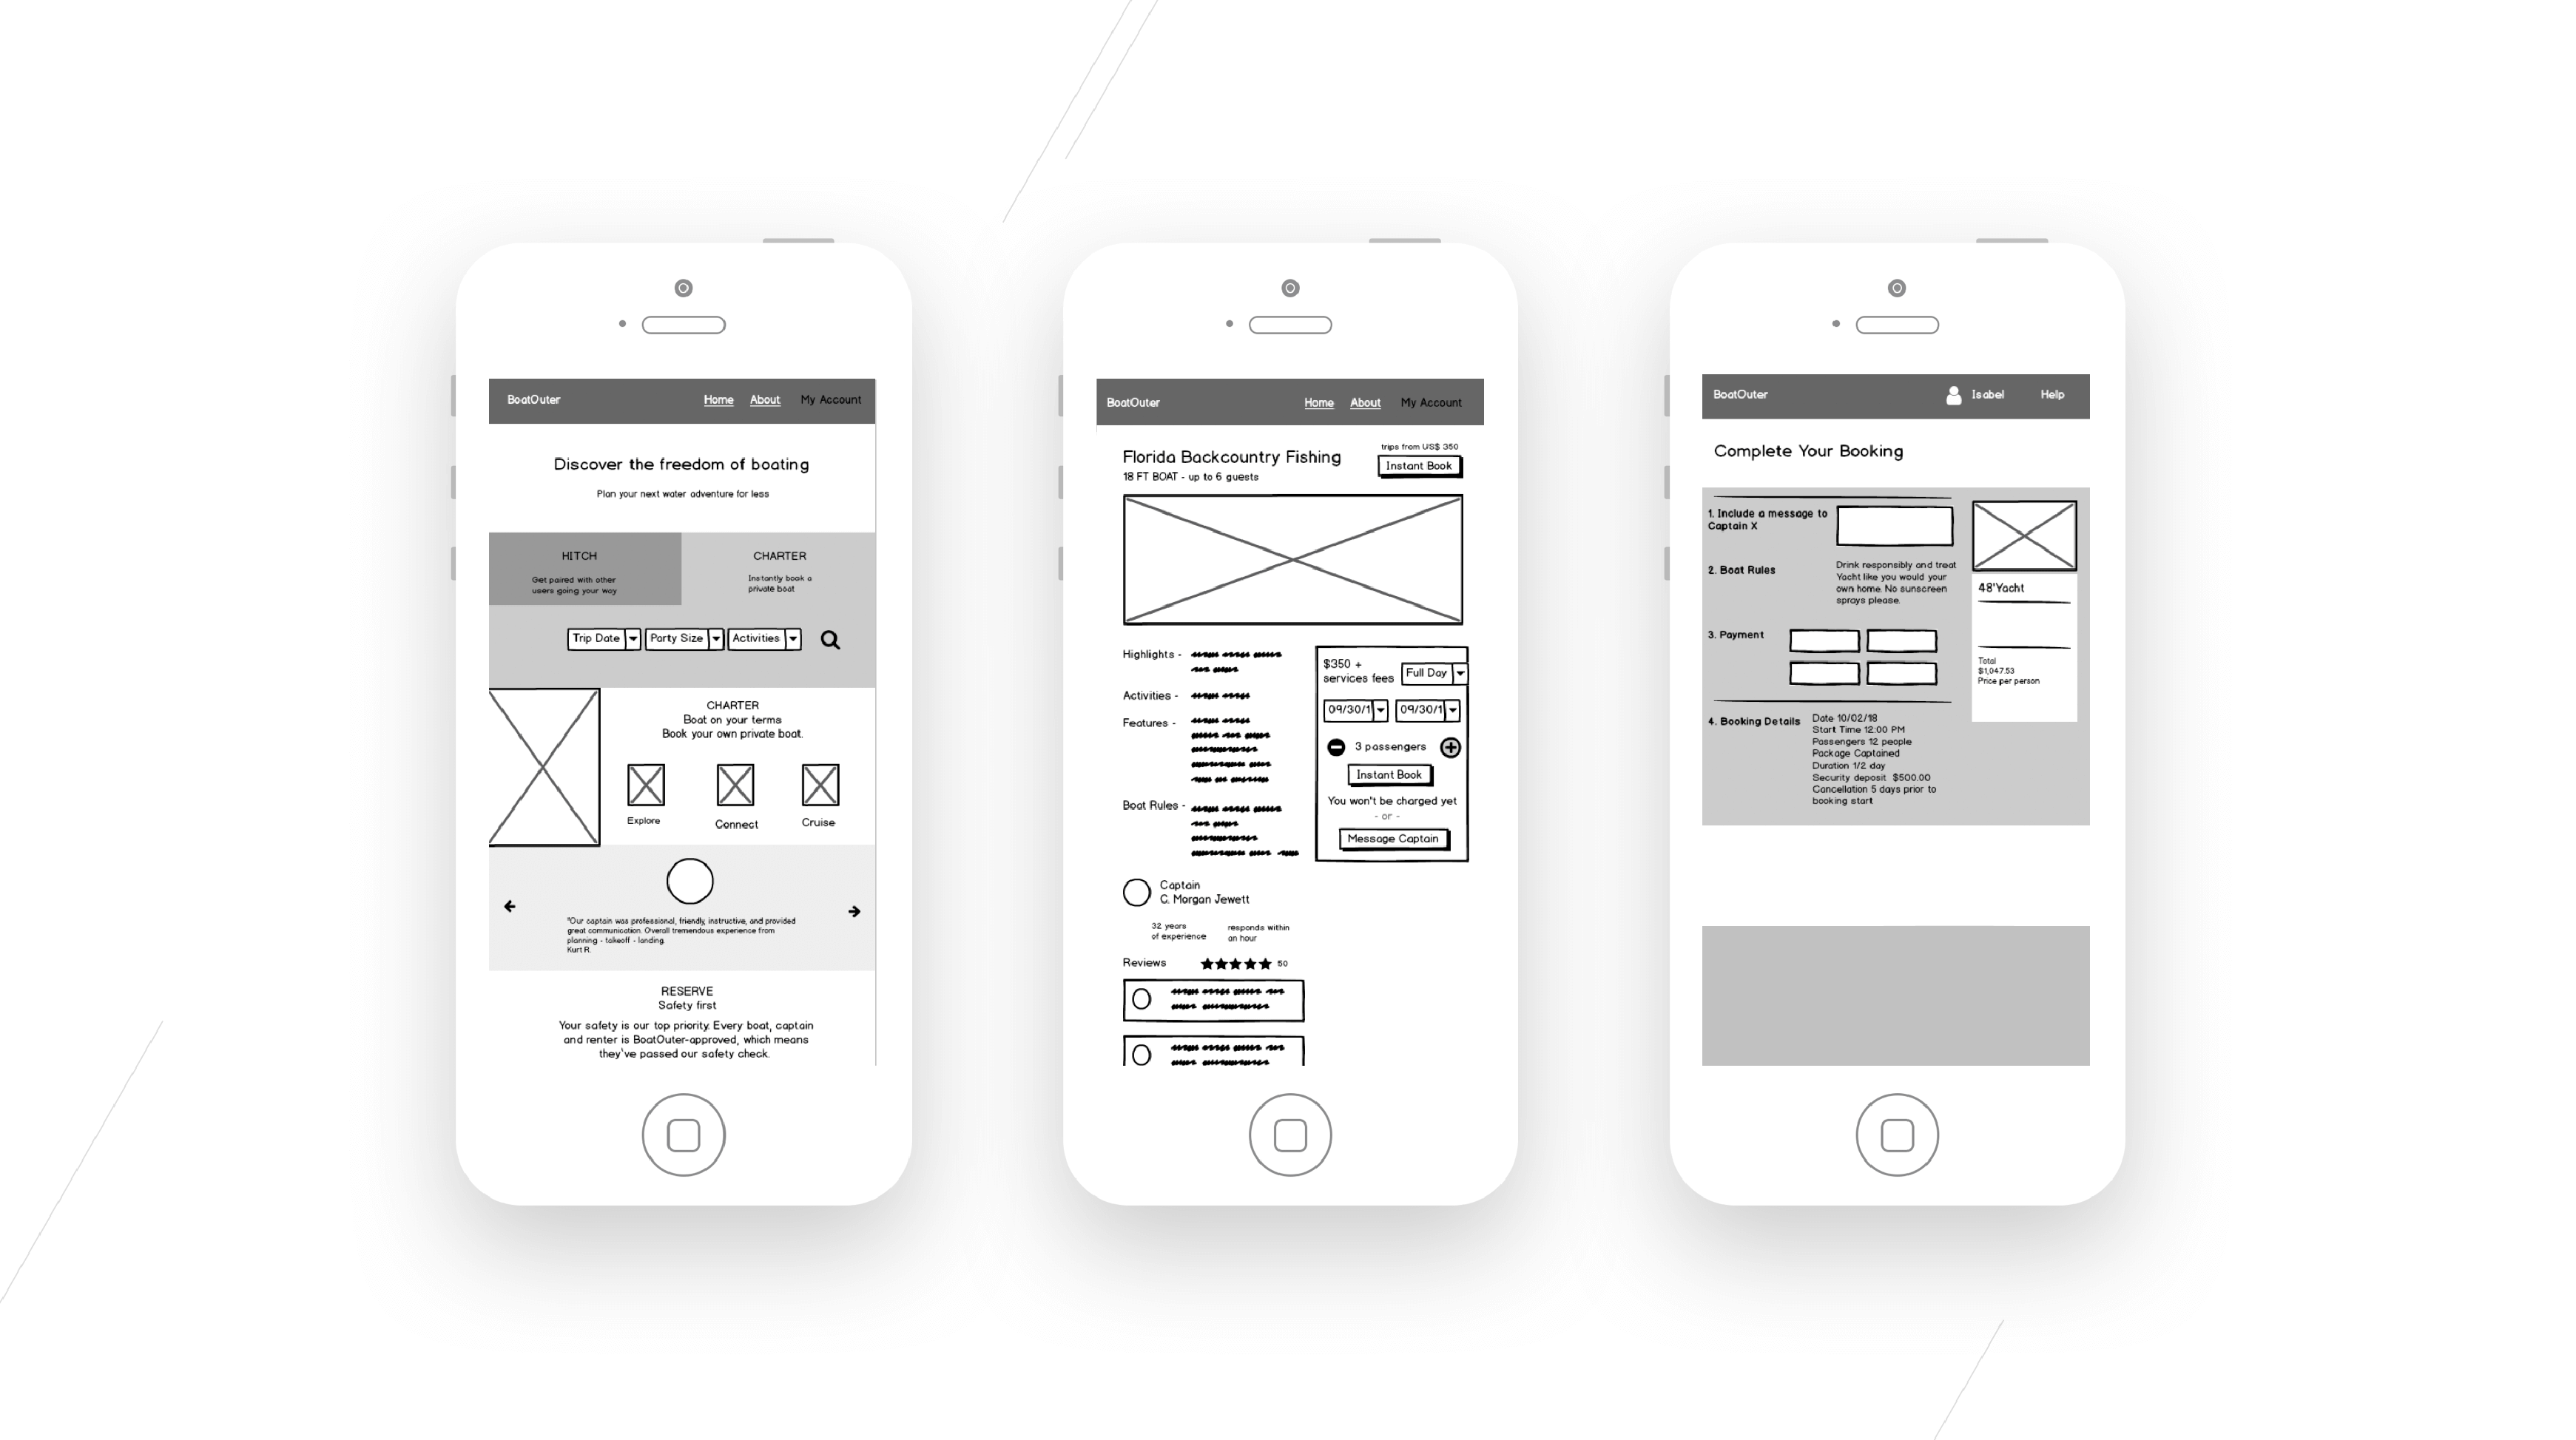 BoatOuter Home About My Account
Discover the freedom of boating
Plan your next water adventure for less
HITCH
Get paired with other
users going your way
CHARTER
Instantly book a
private boat
Trip Date Party Size Activities
CHARTER
Boat on your terms
Book your own private boat.
Explore Connect Cruise
"Our captain was professional, friendly, instructive, and provided
great communication. Overall tremendous experience from
planning - takeoff - landing.
Kurt R.
RESERVE
Safety first
Your safety is our top priority. Every boat, captain
and renter is BoatOuter-approved, which means
they've passed our safety check.
BoatOuter Home About My Account
Florida Backcountry Fishing
18 FT BOAT - up to 6 guests
trips from US$ 350
Instant Book
Highlights -
Activities -
Features -
Boat Rules -
$350 +
services fees
Full Day
09/30/1 09/30/1
3 passengers
Instant Book
You won't be charged yet
- or -
Message Captain
Captain
C. Morgan Jewett
32 years
of experience
responds within
an hour
Reviews 50
BoatOuter Isabel Help
Complete Your Booking
1. Include a message to
Captain X
2. Boat Rules
Drink responsibly and treat
Yacht like you would your
own home. No sunscreen
sprays please.
3. Payment
4. Booking Details
Date 10/02/18
Start Time 12:00 PM
Passengers 12 people
Package Captained
Duration 1/2 day
Security deposit $500.00
Cancellation 5 days prior to
booking start
48'Yacht
Total
$1,047.53
Price per person